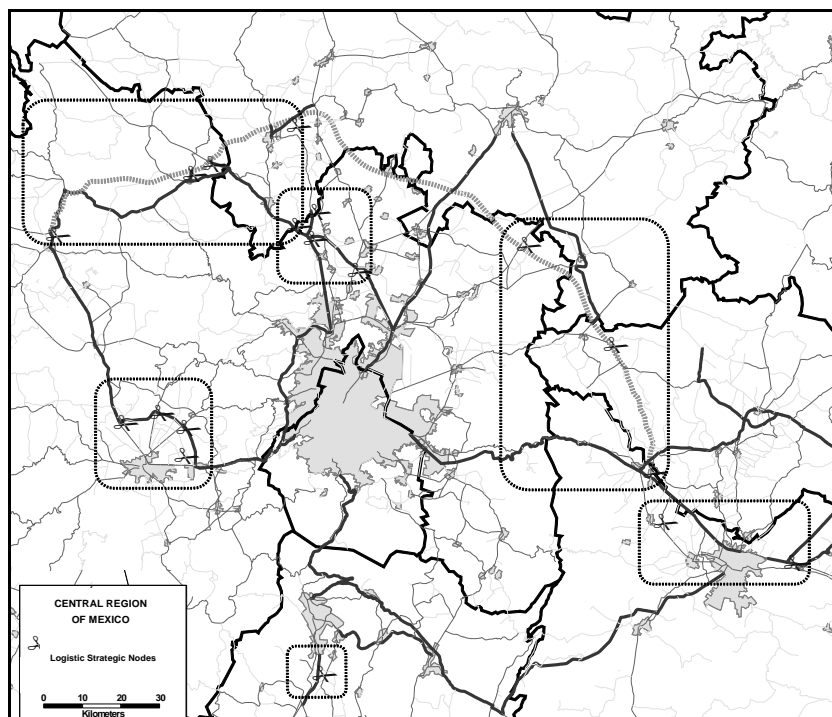 CENTRAL REGION
OF MEXICO
Logistic Strategic Nodes
0 10 20 30
Kilometers